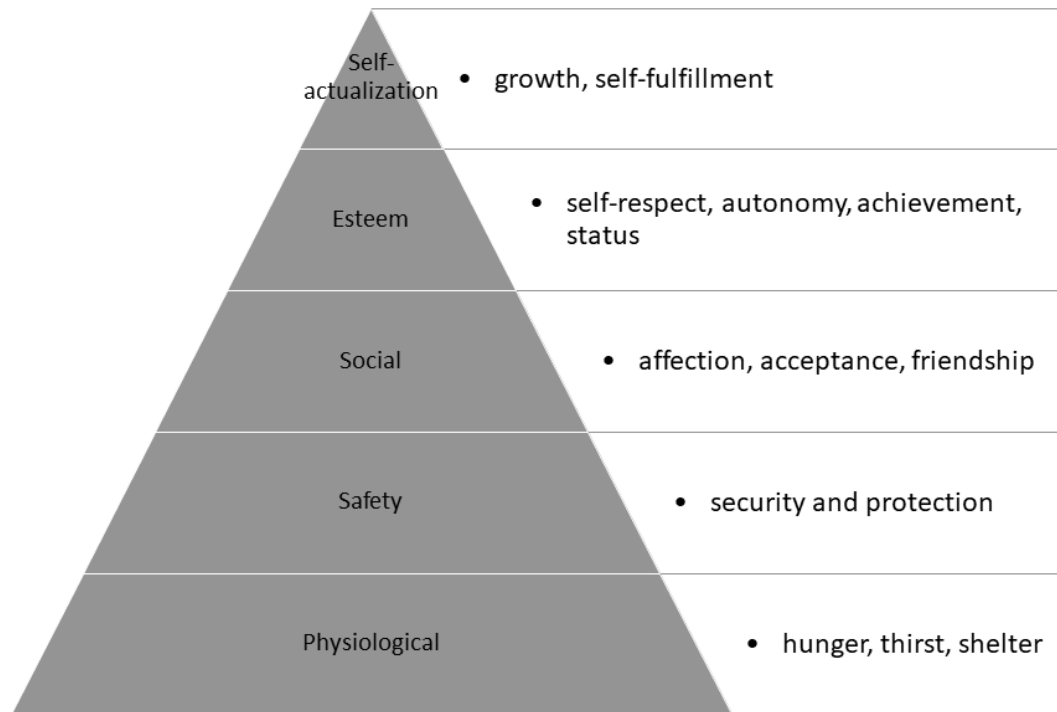 Self-
actualization
• growth, self-fulfillment
Esteem
• self-respect, autonomy, achievement,
status
Social
• affection, acceptance, friendship
Safety
• security and protection
Physiological
• hunger, thirst, shelter